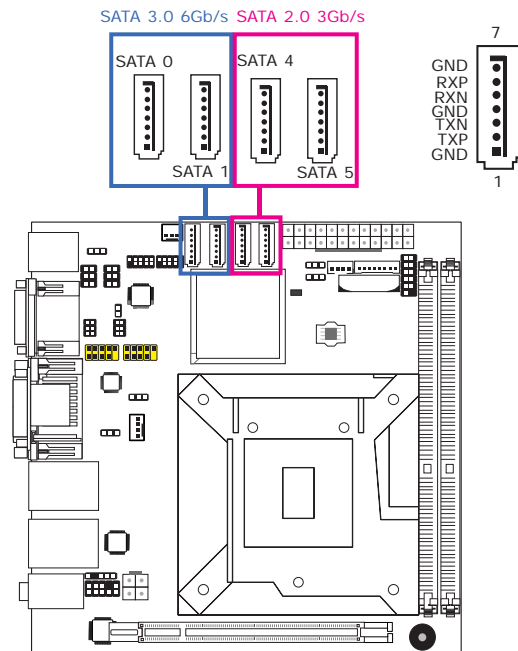 SATA 3.0 6Gb/s SATA 2.0 3Gb/s
SATA 0
SATA 1
SATA 4
SATA 5
7
GND
RXP
RXN
GND
TXN
TXP
GND
1